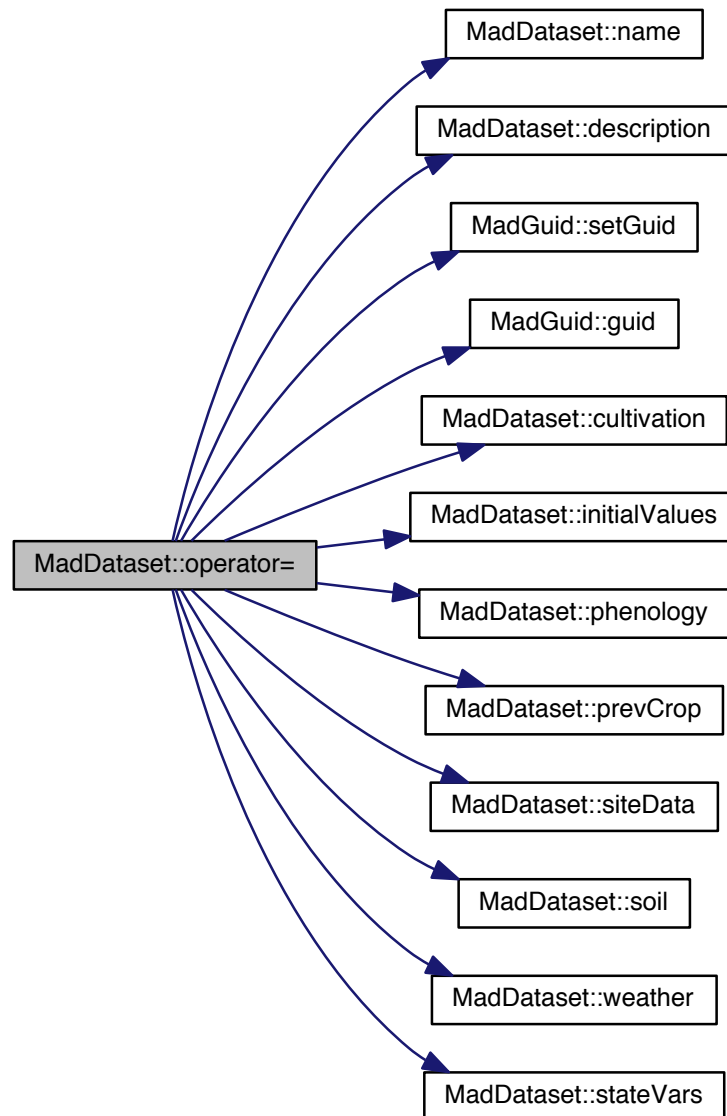 MadDataset::name
MadDataset::description
MadGuid::setGuid
MadGuid::guid
MadDataset::cultivation
MadDataset::initialValues
MadDataset::operator=
MadDataset::phenology
MadDataset::prevCrop
MadDataset::siteData
MadDataset::soil
MadDataset::weather
MadDataset::stateVars